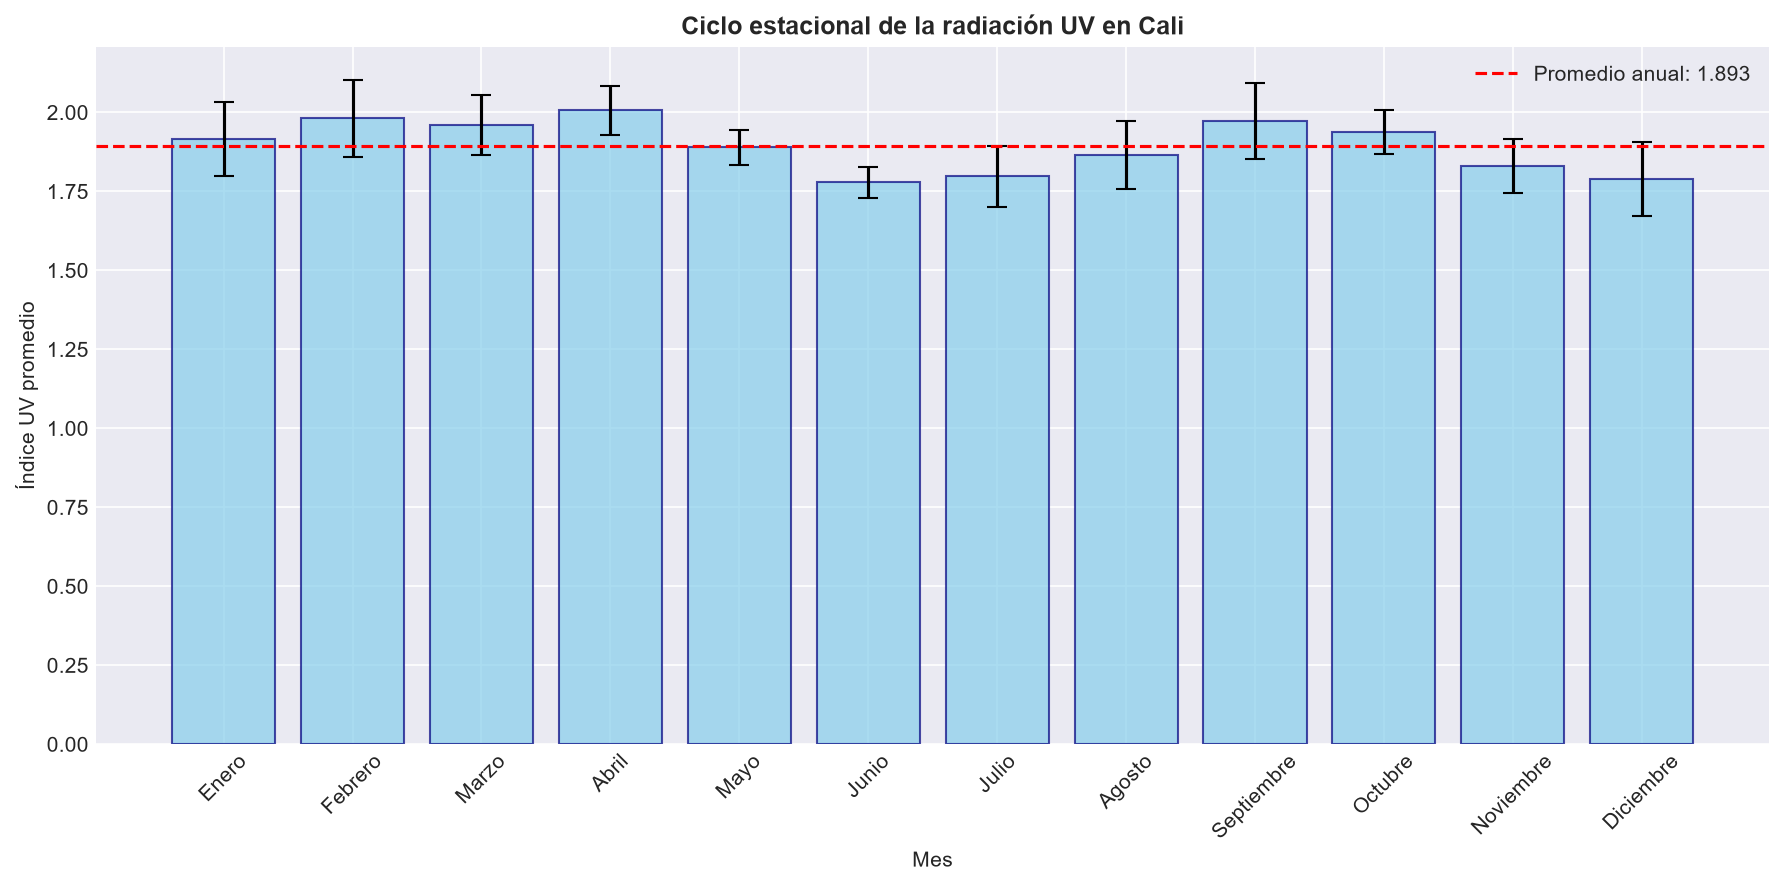 Ciclo estacional de la radiación UV en Cali
Promedio anual: 1.893
Índice UV promedio
2.00
1.75
1.50
1.25
1.00
0.75
0.50
0.25
0.00
Enero
Febrero
Marzo
Abril
Mayo
Junio
Julio
Agosto
Septiembre
Octubre
Noviembre
Diciembre
Mes